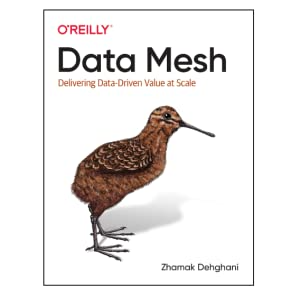 O'REILLY®
Data Mesh
Delivering Data-Driven Value at Scale
Zhamak Dehghani